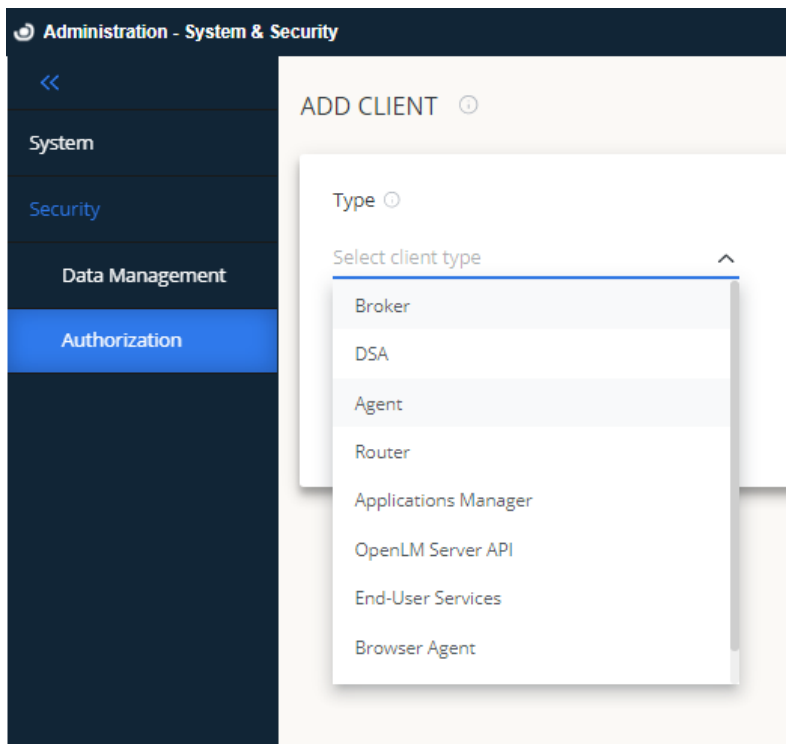 Administration - System & Security
System
Security
Data Management
Authorization
ADD CLIENT
Type
Select client type
Broker
DSA
Agent
Router
Applications Manager
OpenLM Server API
End-User Services
Browser Agent